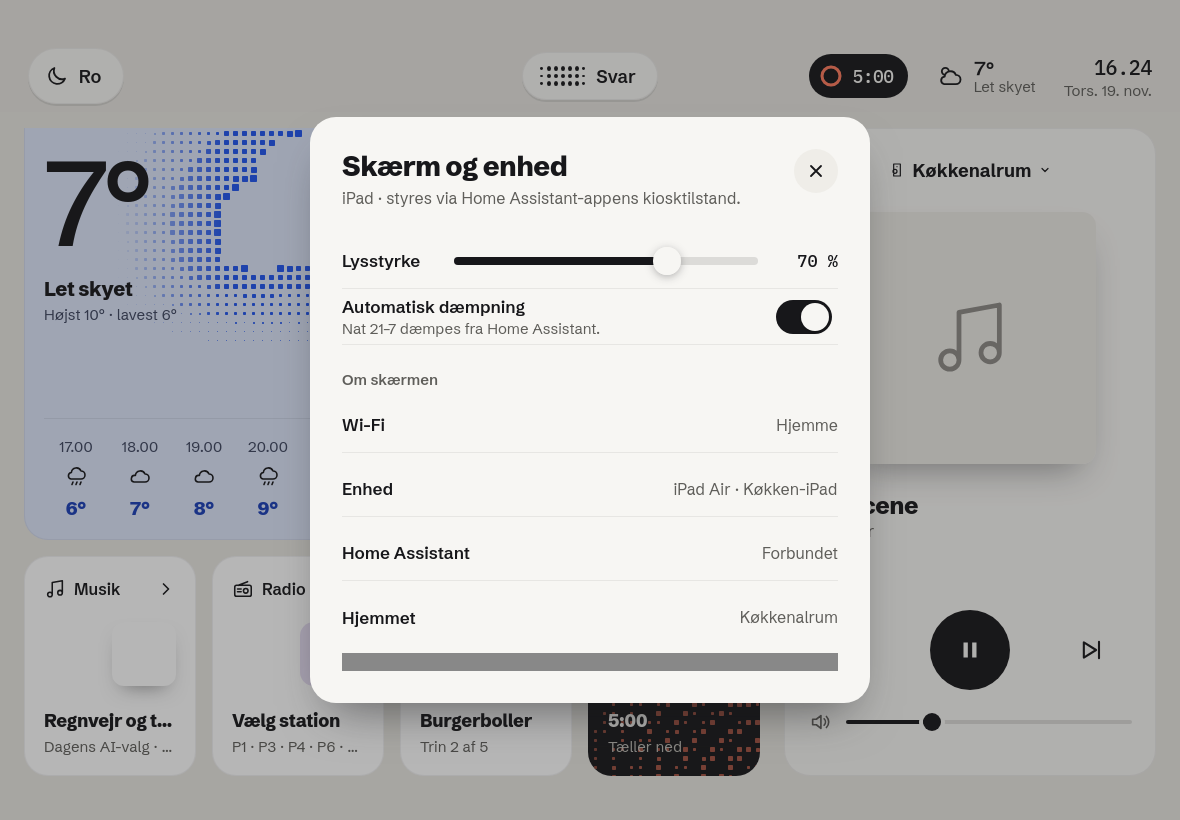 Ro
Svar
5:00
7°
Let skyet
16.24
Tors. 19. nov.
7°
Let skyet
Højst 10° · lavest 6°
17.00 18.00 19.00 20.00
6° 7° 8° 9°
Skærm og enhed
iPad · styres via Home Assistant-appens kiosktilstand.
Lysstyrke 70 %
Automatisk dæmpning
Nat 21-7 dæmpes fra Home Assistant.
Om skærmen
Wi-Fi Hjemme
Enhed iPad Air · Køkken-iPad
Home Assistant Forbundet
Hjemmet Køkkenalrum
Køkkenalrum
Musik
Regnvejr og t...
Dagens AI-valg · ...
Radio
Vælg station
P1 · P3 · P4 · P6 · ...
Burgerboller
Trin 2 af 5
5:00
Tæller ned